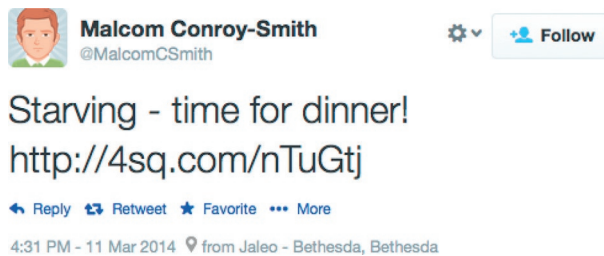 Malcom Conroy-Smith
@MalcomCSmith
Follow
Starving - time for dinner!
http://4sq.com/nTuGtj
Reply Retweet Favorite More
4:31 PM - 11 Mar 2014 from Jaleo - Bethesda, Bethesda